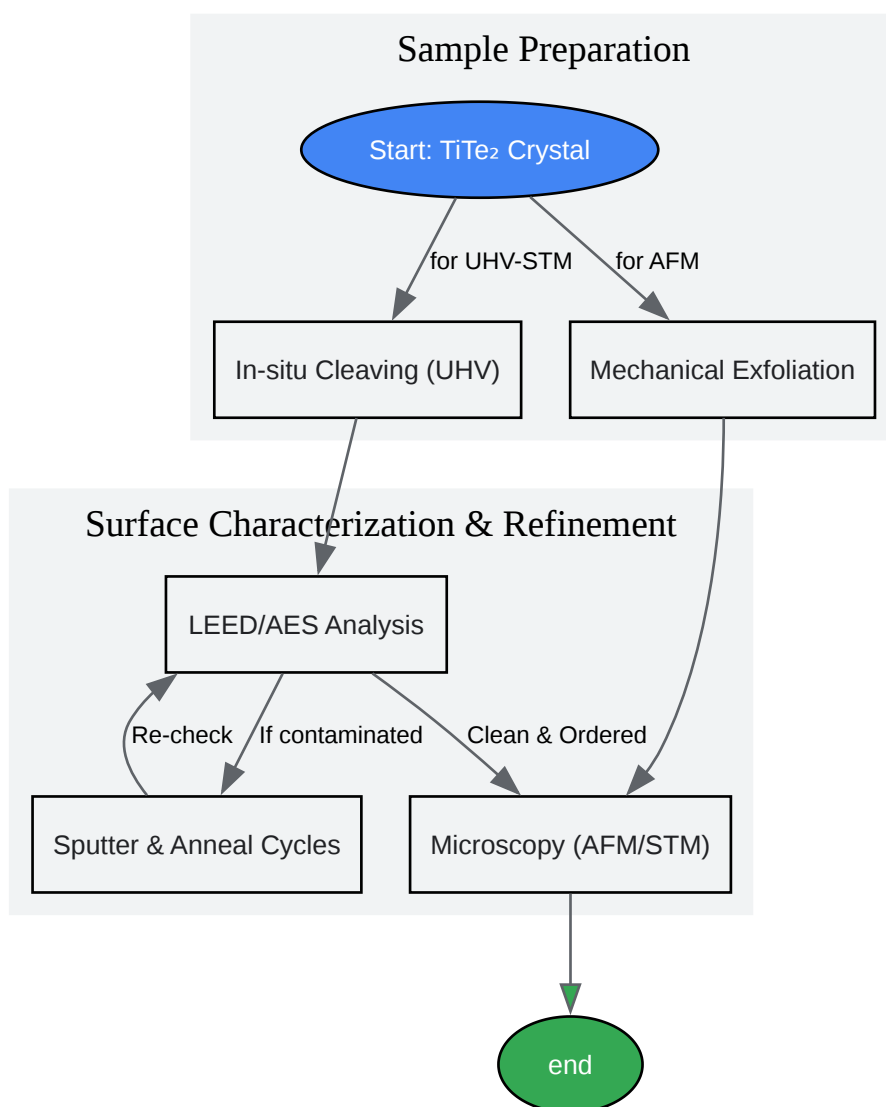 Sample Preparation
Start: TiTe₂ Crystal
for UHV-STM
for AFM
In-situ Cleaving (UHV)
Mechanical Exfoliation
Surface Characterization & Refinement
LEED/AES Analysis
Re-check
If contaminated
Clean & Ordered
Sputter & Anneal Cycles
Microscopy (AFM/STM)
end